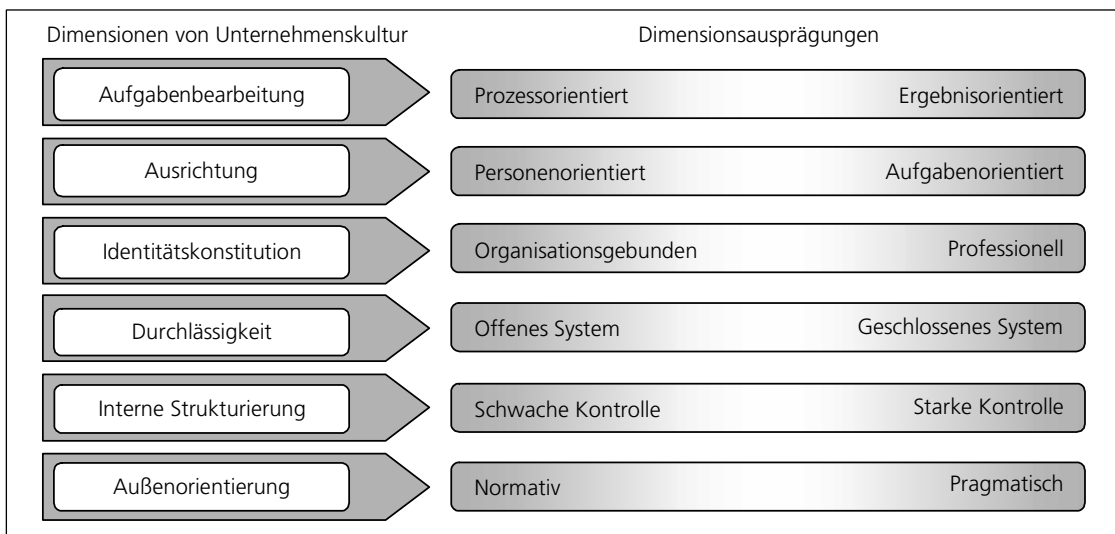 Dimensionen von Unternehmenskultur Dimensionsausprägungen
Aufgabenbearbeitung Prozessorientiert Ergebnisorientiert
Ausrichtung Personenorientiert Aufgabenorientiert
Identitätskonstitution Organisationsgebunden Professionell
Durchlässigkeit Offenes System Geschlossenes System
Interne Strukturierung Schwache Kontrolle Starke Kontrolle
Außenorientierung Normativ Pragmatisch